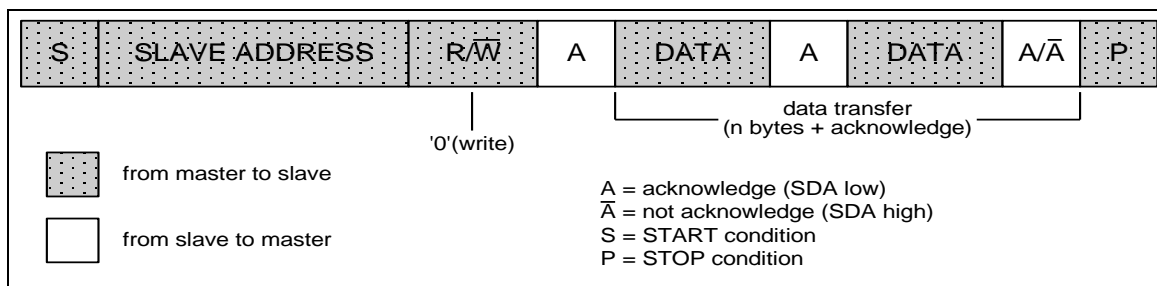 S SLAVE ADDRESS R/W̅ A DATA A DATA A/A̅ P
data transfer
(n bytes + acknowledge)
'0'(write)
from master to slave
from slave to master
A = acknowledge (SDA low)
A̅ = not acknowledge (SDA high)
S = START condition
P = STOP condition